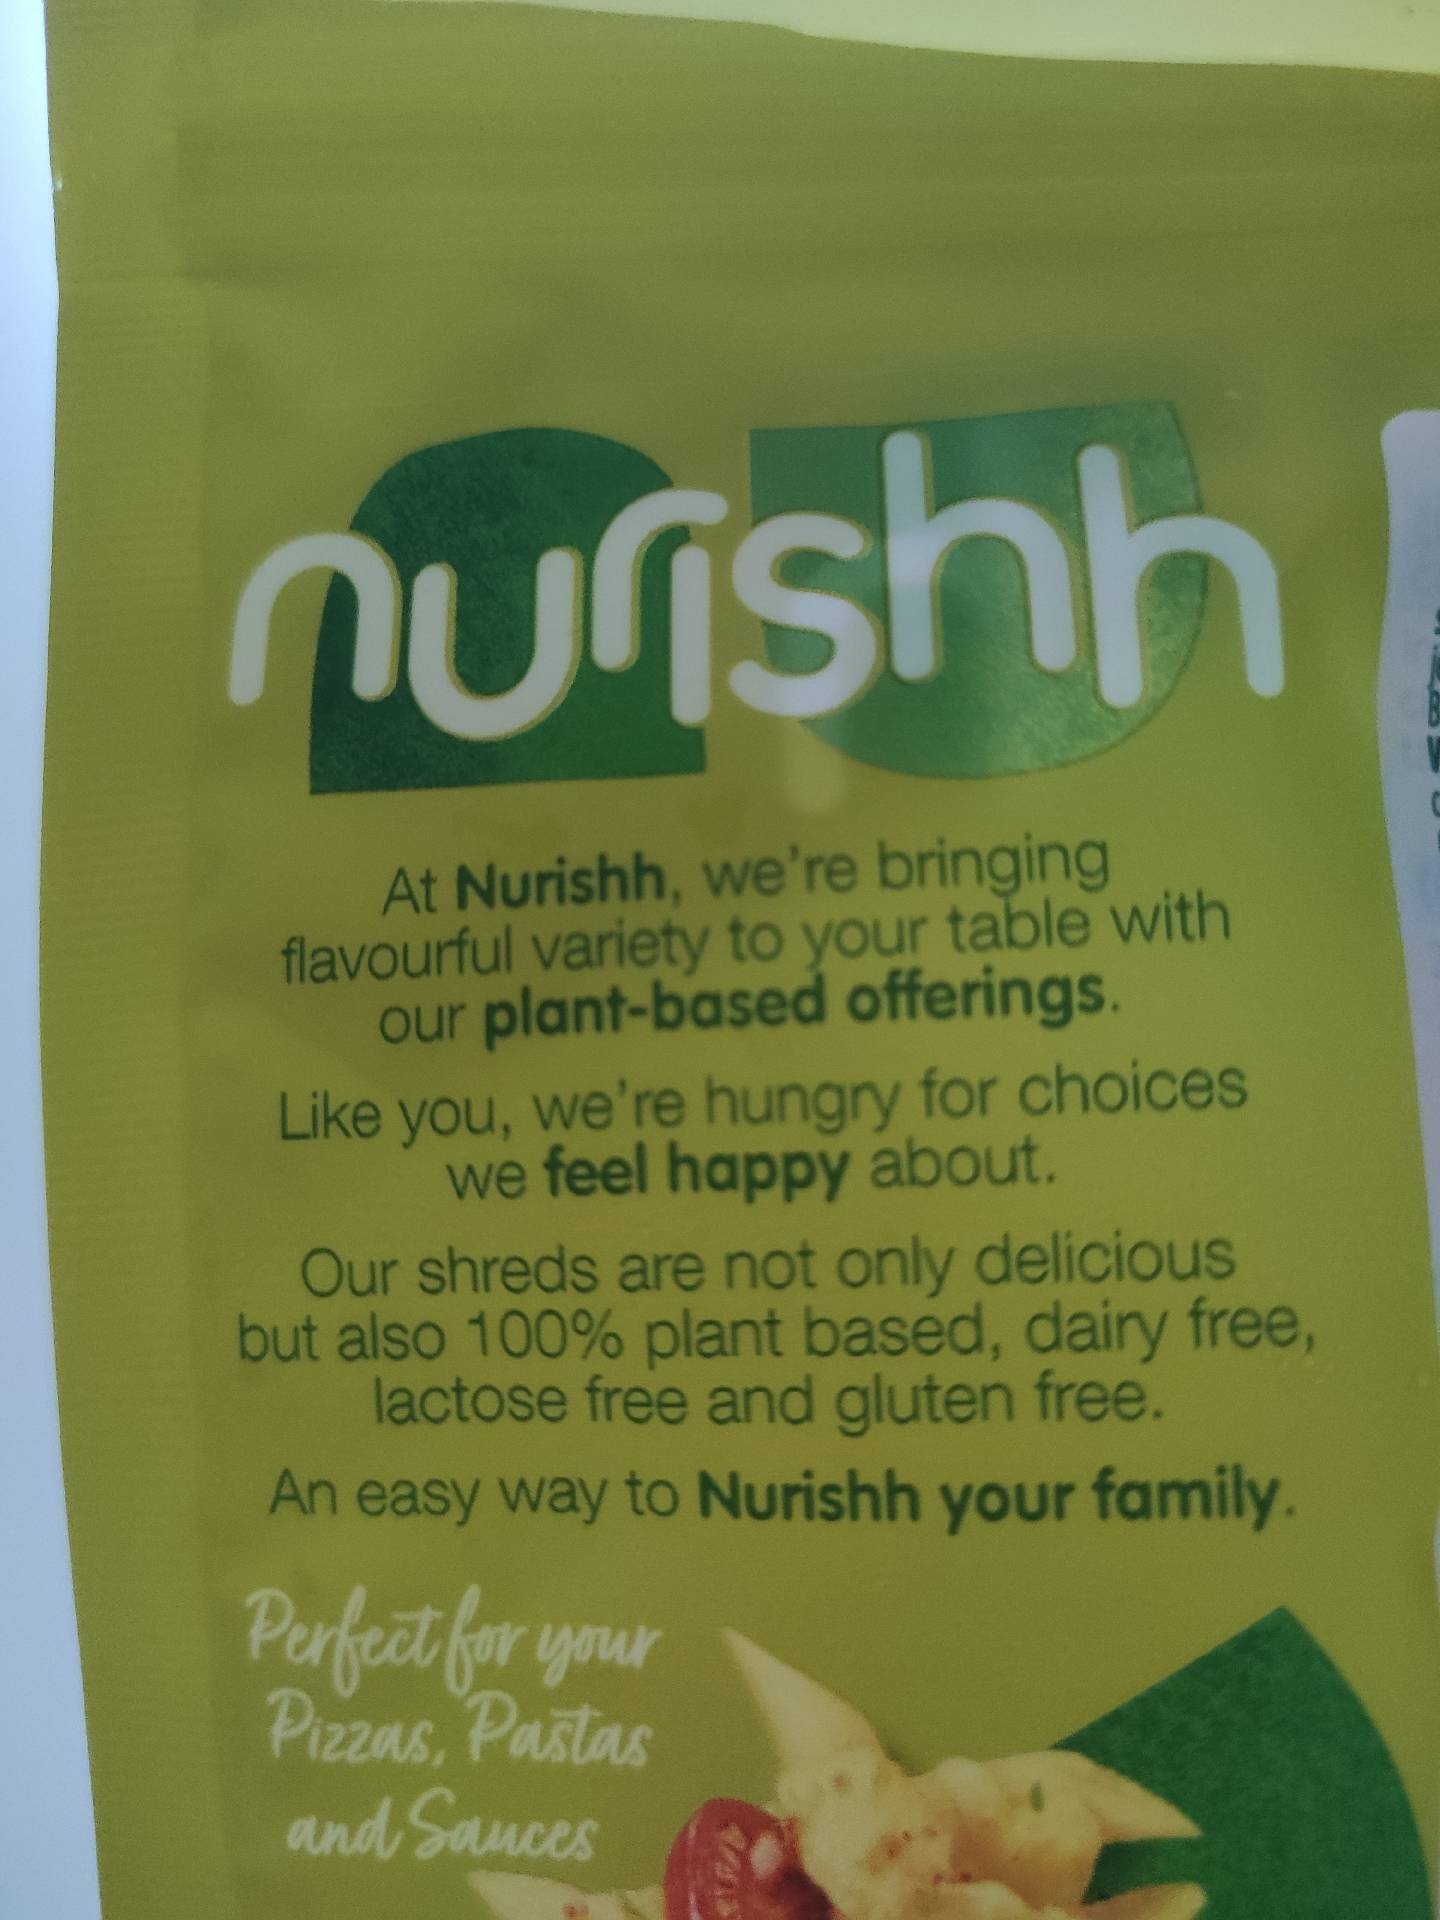 nurishh
At Nurishh, we're bringing
flavourful variety to your table with
our plant-based offerings.
Like you, we're hungry for choices
we feel happy about.
Our shreds are not only delicious
but also 100% plant based, dairy free,
lactose free and gluten free.
An easy way to Nurishh your family.
Perfect for your
Pizzas, Pastas
and Sauces